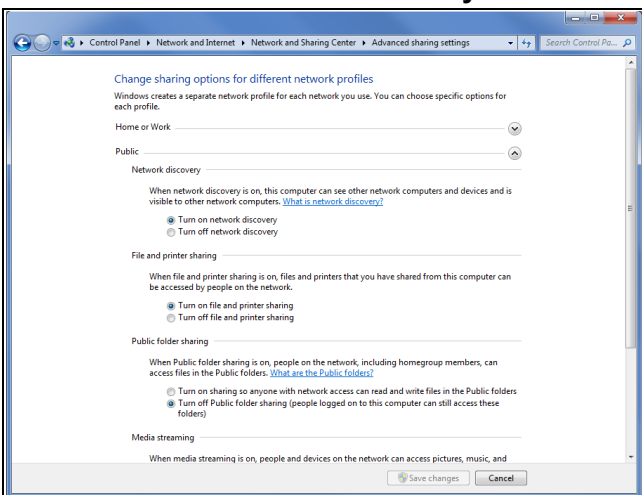 Control Panel ▸ Network and Internet ▸ Network and Sharing Center ▸ Advanced sharing settings
Search Control Pa...
Change sharing options for different network profiles
Windows creates a separate network profile for each network you use. You can choose specific options for
each profile.
Home or Work
Public
Network discovery
When network discovery is on, this computer can see other network computers and devices and is
visible to other network computers. What is network discovery?
Turn on network discovery
Turn off network discovery
File and printer sharing
When file and printer sharing is on, files and printers that you have shared from this computer can
be accessed by people on the network.
Turn on file and printer sharing
Turn off file and printer sharing
Public folder sharing
When Public folder sharing is on, people on the network, including homegroup members, can
access files in the Public folders. What are the Public folders?
Turn on sharing so anyone with network access can read and write files in the Public folders
Turn off Public folder sharing (people logged on to this computer can still access these
folders)
Media streaming
When media streaming is on, people and devices on the network can access pictures, music, and
Save changes
Cancel